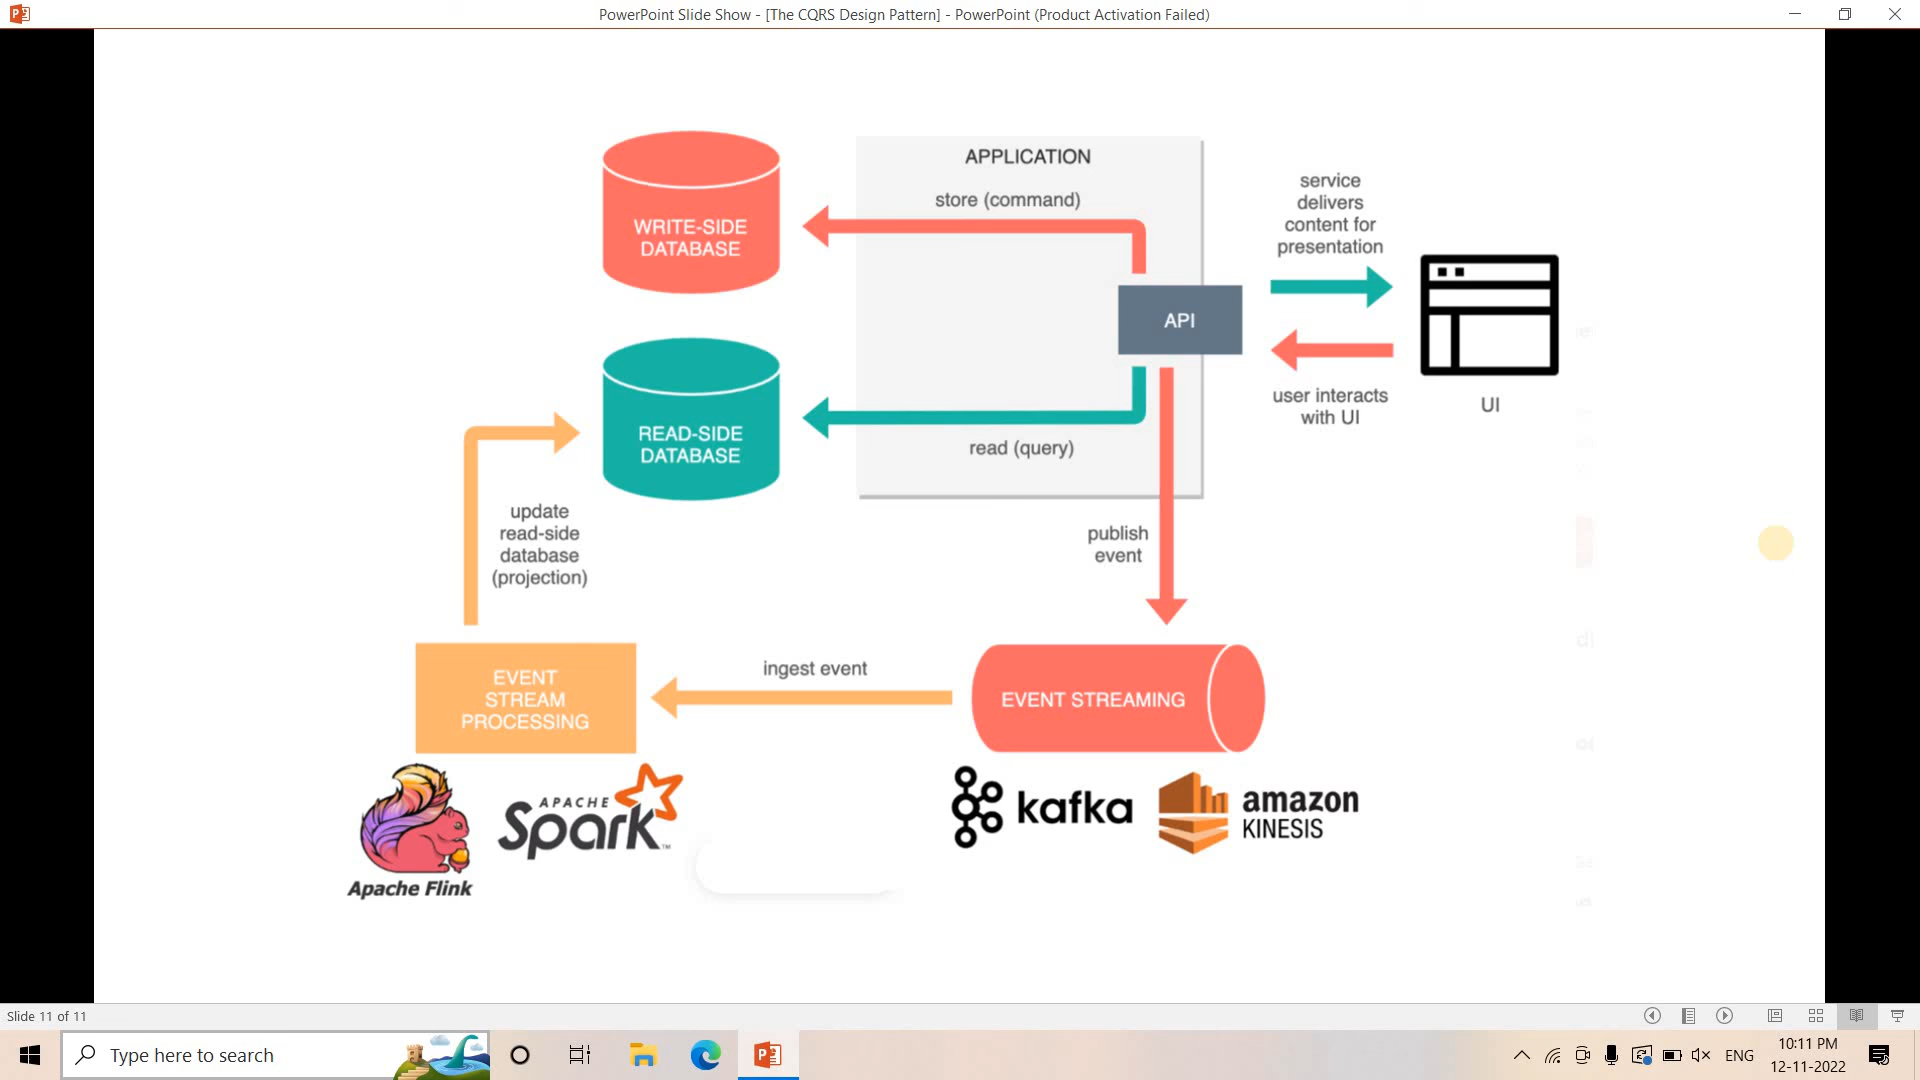 PowerPoint Slide Show - [The CQRS Design Pattern] - PowerPoint (Product Activation Failed)
APPLICATION
store (command)
WRITE-SIDE
DATABASE
service
delivers
content for
presentation
API
user interacts
with UI
UI
READ-SIDE
DATABASE
read (query)
update
read-side
database
(projection)
publish
event
EVENT
STREAM
PROCESSING
ingest event
EVENT STREAMING
APACHE
Spark
TM
Apache Flink
kafka
amazon
KINESIS
Slide 11 of 11
Type here to search
ENG
10:11 PM
12-11-2022